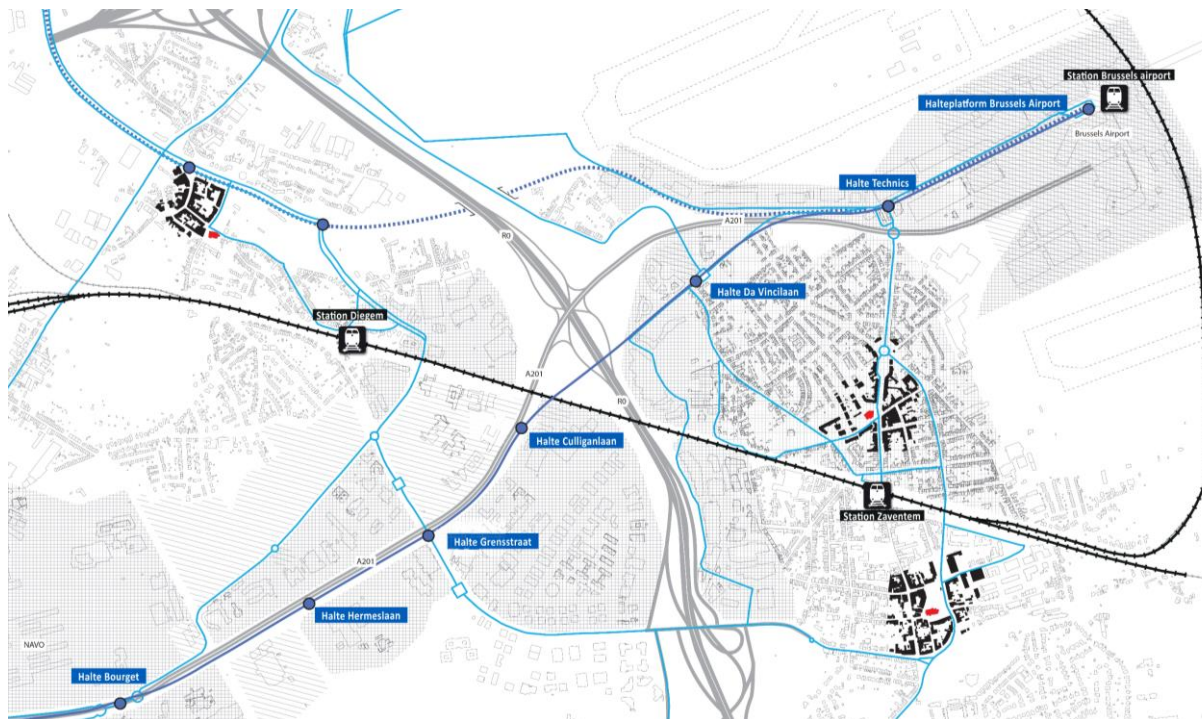 Station Brussels airport
Halteplatform Brussels Airport
Brussels Airport
Halte Technics
A201
R0
Halte Da Vincilaan
Station Diegem
A201
R0
Halte Culliganlaan
Station Zaventem
Halte Grensstraat
A201
Halte Hermeslaan
NAVO
Halte Bourget